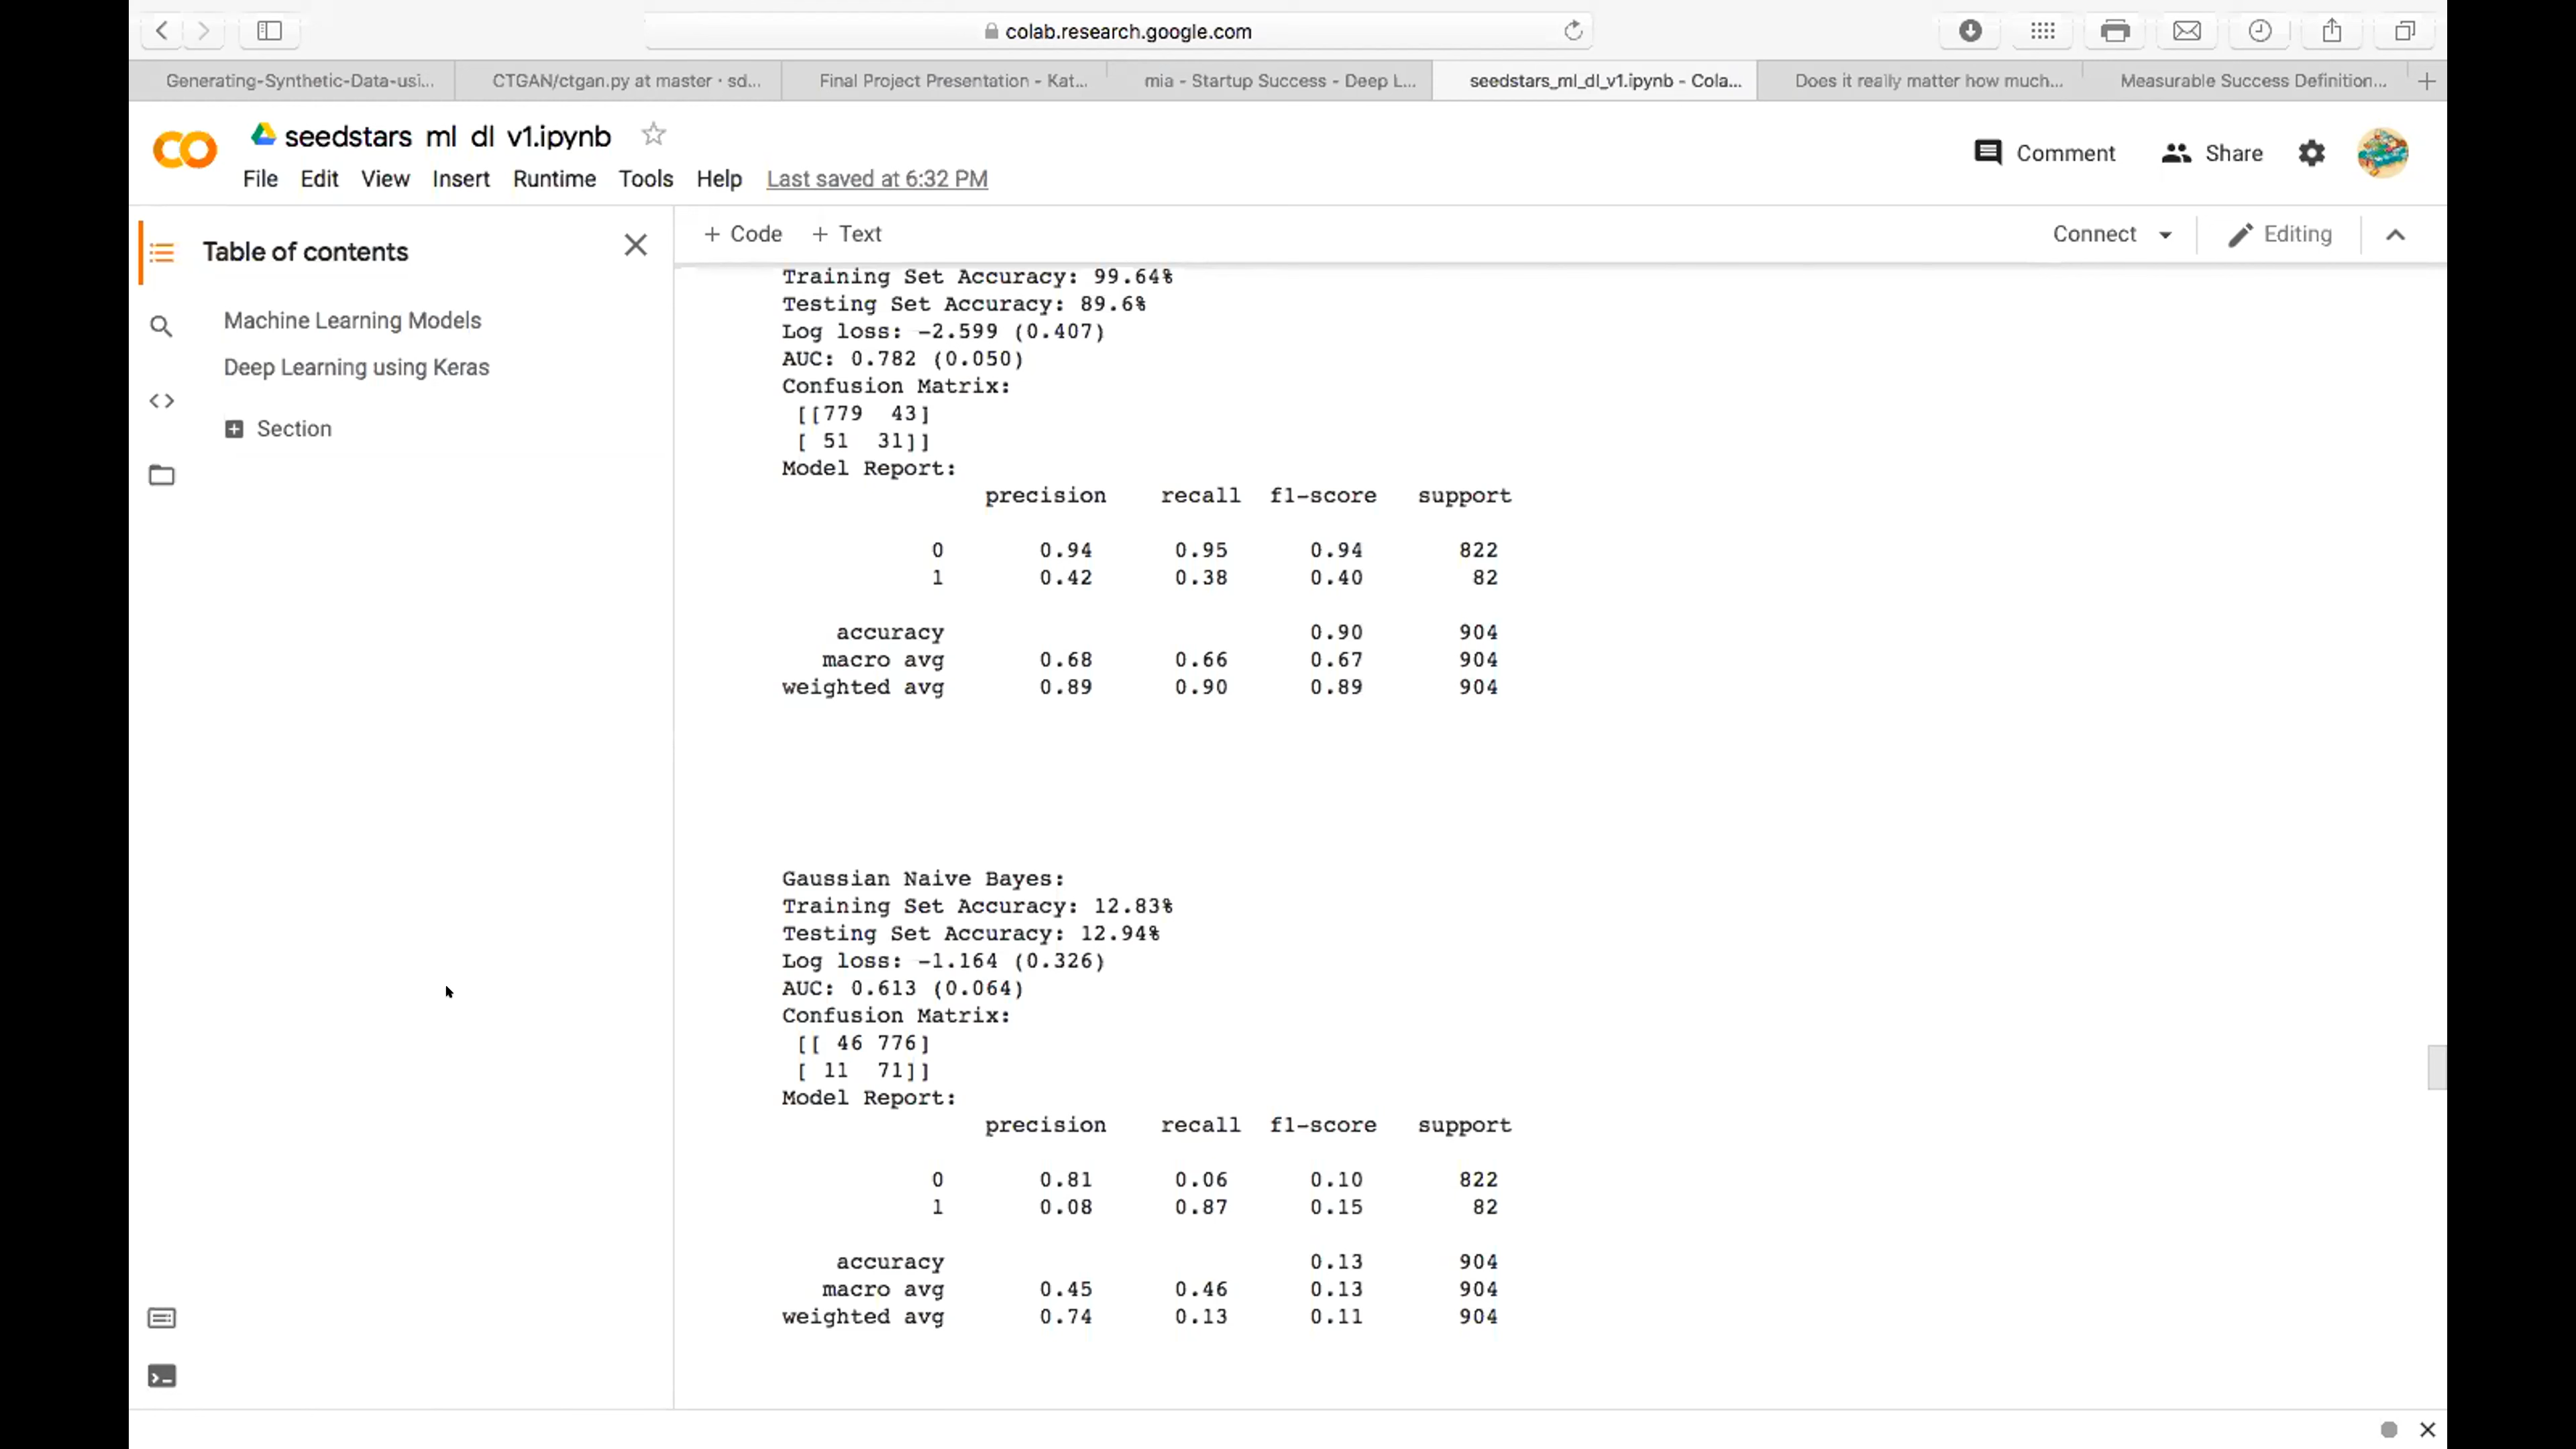 colab.research.google.com
Generating-Synthetic-Data-usi...
CTGAN/ctgan.py at master · sd...
Final Project Presentation - Kat...
mia - Startup Success - Deep L...
seedstars_ml_dl_v1.ipynb - Cola...
Does it really matter how much...
Measurable Success Definition...
CO
seedstars_ml_dl_v1.ipynb
Comment
Share
File Edit View Insert Runtime Tools Help Last saved at 6:32 PM
+ Code + Text
Connect
Editing
Table of contents
Machine Learning Models
Deep Learning using Keras
Section
Training Set Accuracy: 99.64%
Testing Set Accuracy: 89.6%
Log loss: -2.599 (0.407)
AUC: 0.782 (0.050)
Confusion Matrix:
[[779 43]
[ 51 31]]
Model Report:
precision recall f1-score support
0 0.94 0.95 0.94 822
1 0.42 0.38 0.40 82
accuracy 0.90 904
macro avg 0.68 0.66 0.67 904
weighted avg 0.89 0.90 0.89 904
Gaussian Naive Bayes:
Training Set Accuracy: 12.83%
Testing Set Accuracy: 12.94%
Log loss: -1.164 (0.326)
AUC: 0.613 (0.064)
Confusion Matrix:
[[ 46 776]
[ 11 71]]
Model Report:
precision recall f1-score support
0 0.81 0.06 0.10 822
1 0.08 0.87 0.15 82
accuracy 0.13 904
macro avg 0.45 0.46 0.13 904
weighted avg 0.74 0.13 0.11 904